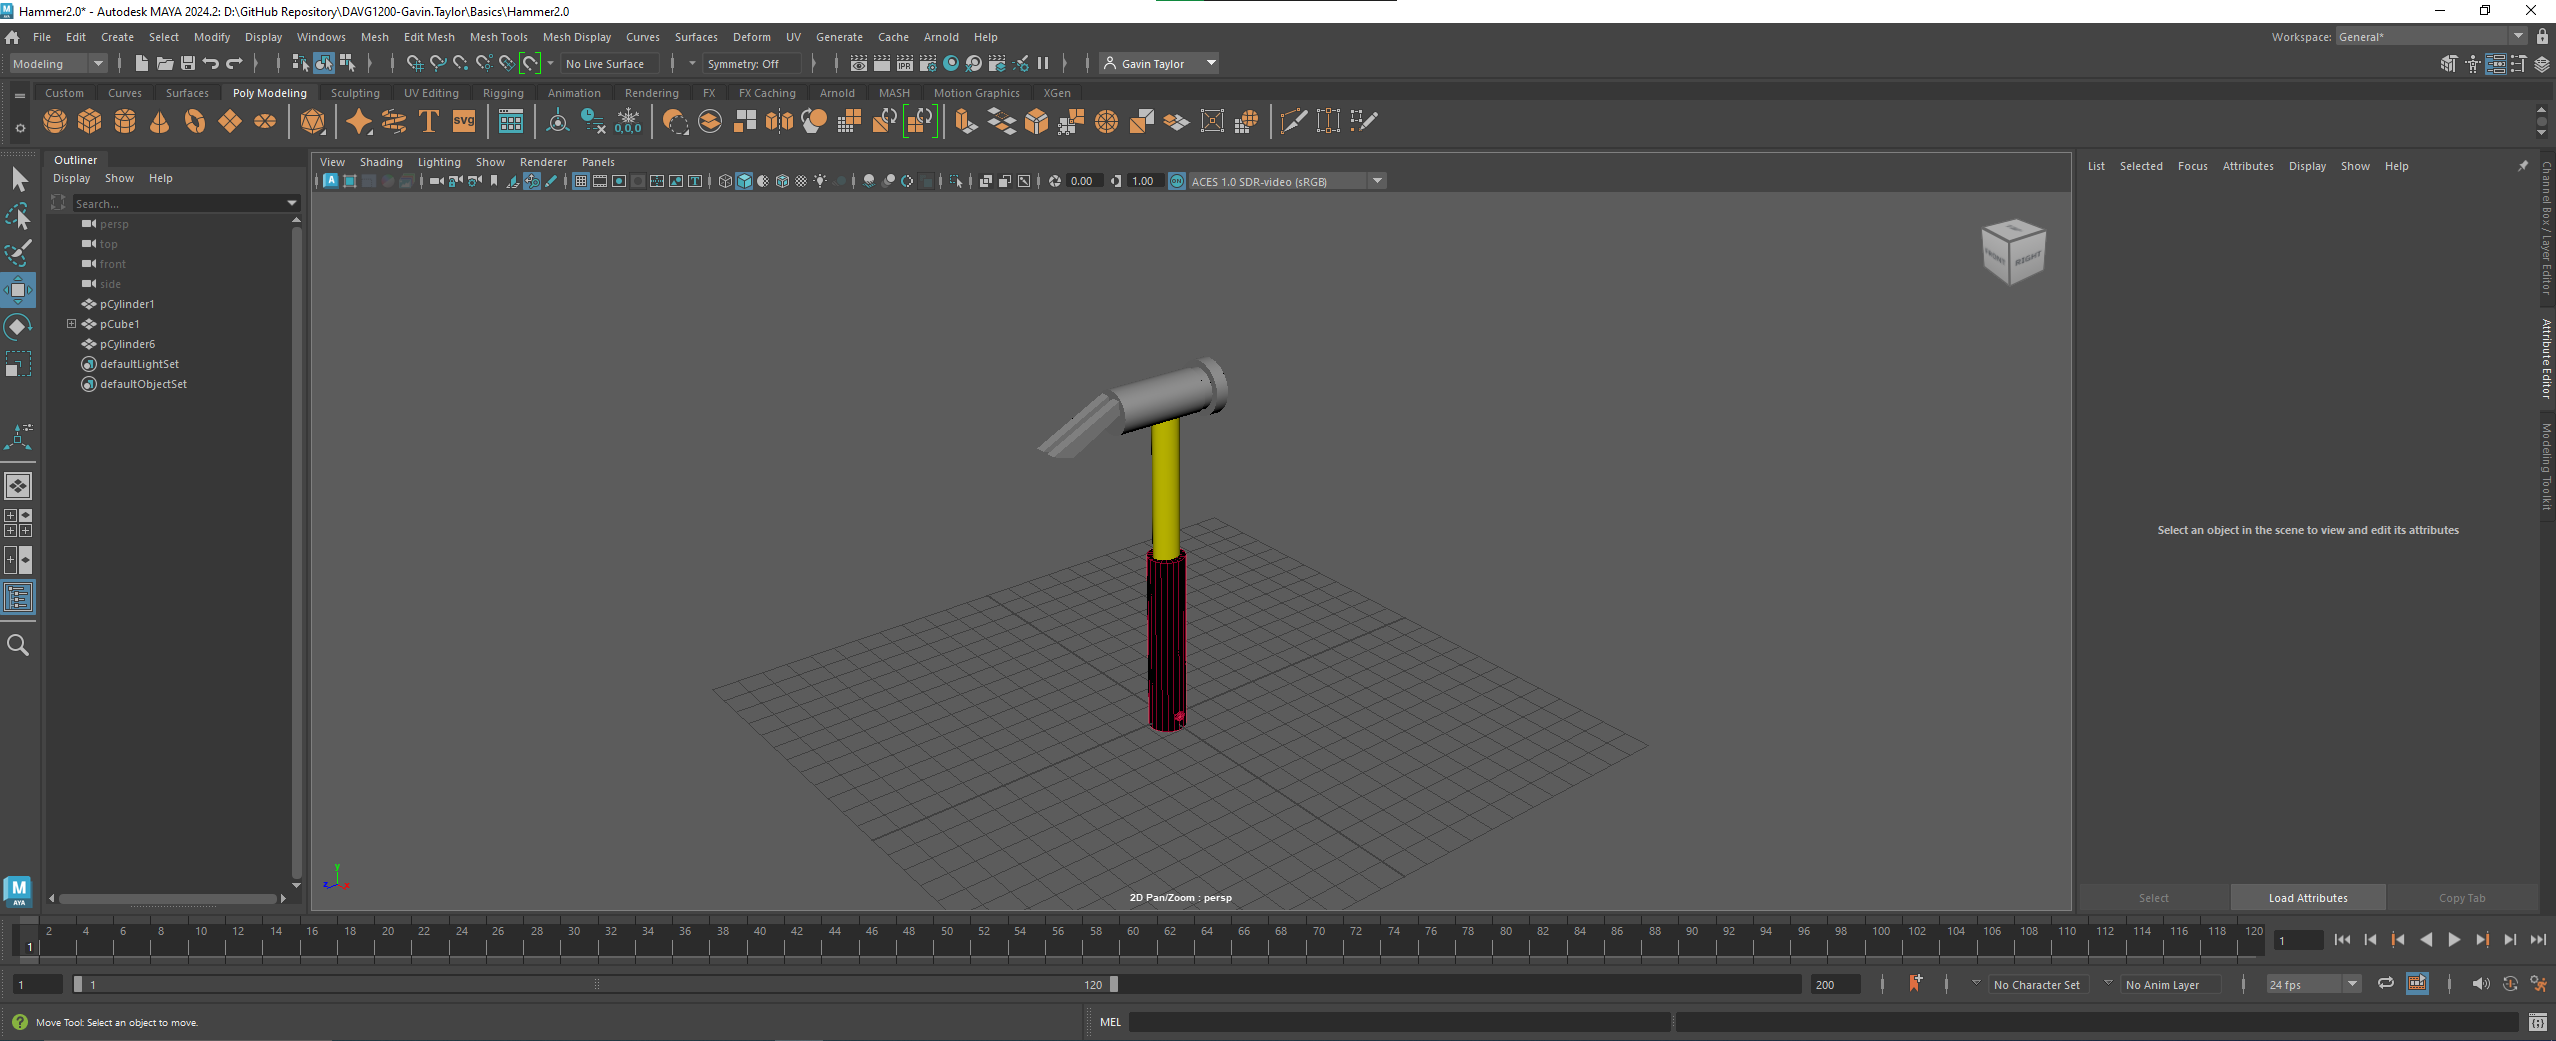 Hammer2.0* - Autodesk MAYA 2024.2: D:\GitHub Repository\DAVG1200-Gavin.Taylor\Basics\Hammer2.0
File Edit Create Select Modify Display Windows Mesh Edit Mesh Mesh Tools Mesh Display Curves Surfaces Deform UV Generate Cache Arnold Help
Workspace: General*
Modeling No Live Surface Symmetry: Off IPR Gavin Taylor
Custom Curves Surfaces Poly Modeling Sculpting UV Editing Rigging Animation Rendering FX FX Caching Arnold MASH Motion Graphics XGen
T SVG 0,0,0
Outliner
Display Show Help
Search...
persp
top
front
side
pCylinder1
pCube1
pCylinder6
defaultLightSet
defaultObjectSet
View Shading Lighting Show Renderer Panels
0.00 1.00 ON ACES 1.0 SDR-video (sRGB)
FRONT RIGHT
y
z x
2D Pan/Zoom : persp
List Selected Focus Attributes Display Show Help
Select an object in the scene to view and edit its attributes
Select Load Attributes Copy Tab
Channel Box / Layer Editor
Attribute Editor
Modeling Toolkit
M
AYA
2 4 6 8 10 12 14 16 18 20 22 24 26 28 30 32 34 36 38 40 42 44 46 48 50 52 54 56 58 60 62 64 66 68 70 72 74 76 78 80 82 84 86 88 90 92 94 96 98 100 102 104 106 108 110 112 114 116 118 120
1 1
1 1 120 200 No Character Set No Anim Layer 24 fps
Move Tool: Select an object to move. MEL